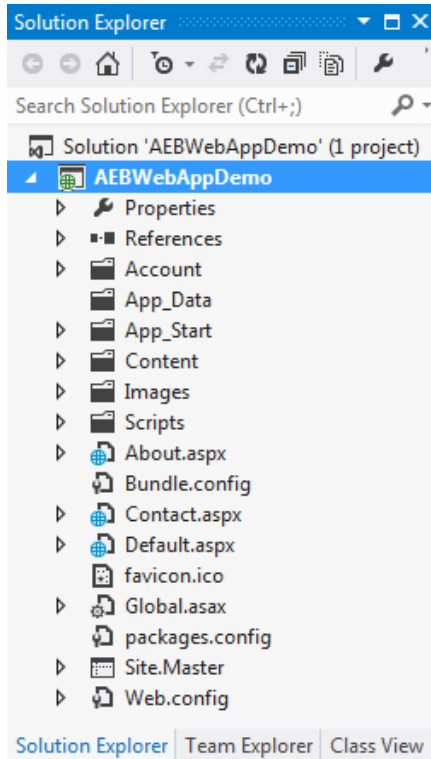 Solution Explorer
Search Solution Explorer (Ctrl+;)
Solution 'AEBWebAppDemo' (1 project)
AEBWebAppDemo
Properties
References
Account
App_Data
App_Start
Content
Images
Scripts
About.aspx
Bundle.config
Contact.aspx
Default.aspx
favicon.ico
Global.asax
packages.config
Site.Master
Web.config
Solution Explorer Team Explorer Class View